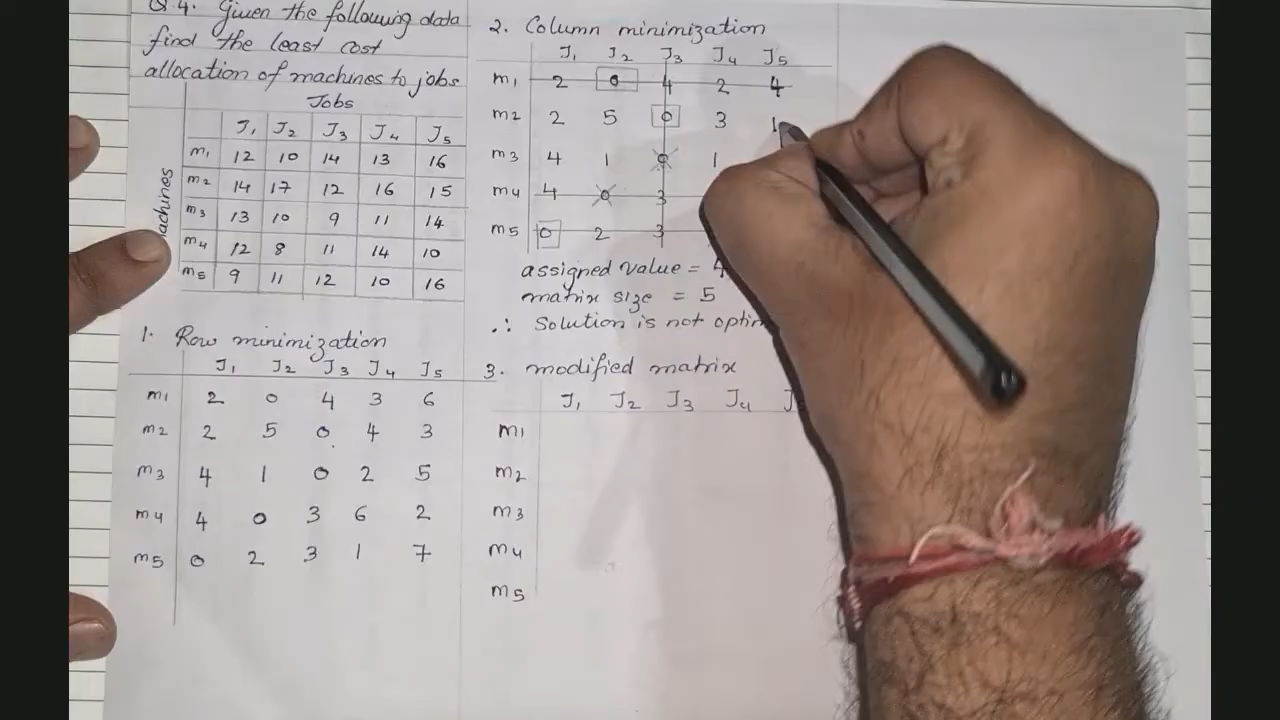 Q.4. Given the following data
find the least cost
allocation of machines to jobs
Jobs
J1 J2 J3 J4 J5
m1 12 10 14 13 16
m2 14 17 12 16 15
m3 13 10 9 11 14
m4 12 8 11 14 10
m5 9 11 12 10 16
1. Row minimization
J1 J2 J3 J4 J5
m1 2 0 4 3 6
m2 2 5 0 4 3
m3 4 1 0 2 5
m4 4 0 3 6 2
m5 0 2 3 1 7
2. Column minimization
J1 J2 J3 J4 J5
m1 2 0 4 2 4
m2 2 5 0 3 1
m3 4 1 0 1
m4 4 0 3
m5 0 2 3
assigned value = 4
matrix size = 5
∴ Solution is not
3. modified matrix
J1 J2 J3 J4
m1
m2
m3
m4
m5